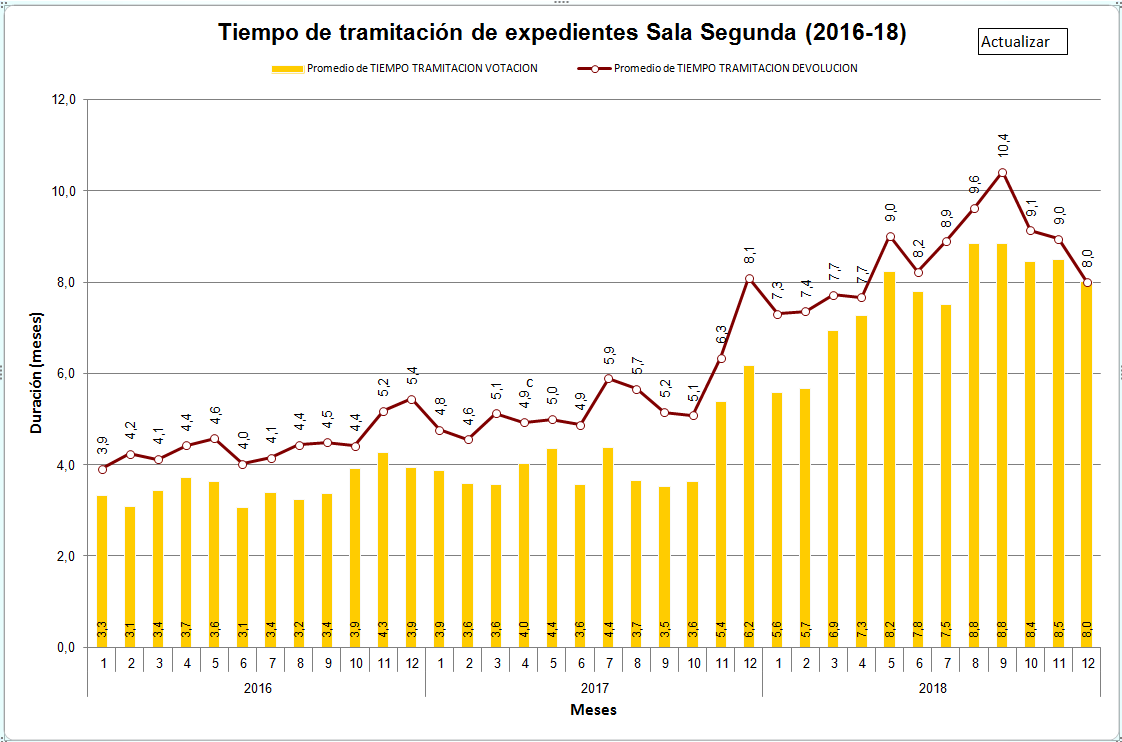 Tiempo de tramitación de expedientes Sala Segunda (2016-18)
Actualizar
Promedio de TIEMPO TRAMITACION VOTACION
Promedio de TIEMPO TRAMITACION DEVOLUCION
12,0
10,0
8,0
6,0
4,0
2,0
0,0
Duración (meses)
3,9 4,2 4,1 4,4 4,6 4,0 4,1 4,4 4,5 4,4 5,2 5,4 4,8 4,6 5,1 4,9 c 5,0 4,9 5,9 5,7 5,2 5,1 6,3 8,1 7,3 7,4 7,7 7,7 9,0 8,2 8,9 9,6 10,4 9,1 9,0 8,0
3,3 3,1 3,4 3,7 3,6 3,1 3,4 3,2 3,4 3,9 4,3 3,9 3,9 3,6 3,6 4,0 4,4 3,6 4,4 3,7 3,5 3,6 5,4 6,2 5,6 5,7 6,9 7,3 8,2 7,8 7,5 8,8 8,8 8,4 8,5 8,0
1 2 3 4 5 6 7 8 9 10 11 12 1 2 3 4 5 6 7 8 9 10 11 12 1 2 3 4 5 6 7 8 9 10 11 12
2016 2017 2018
Meses